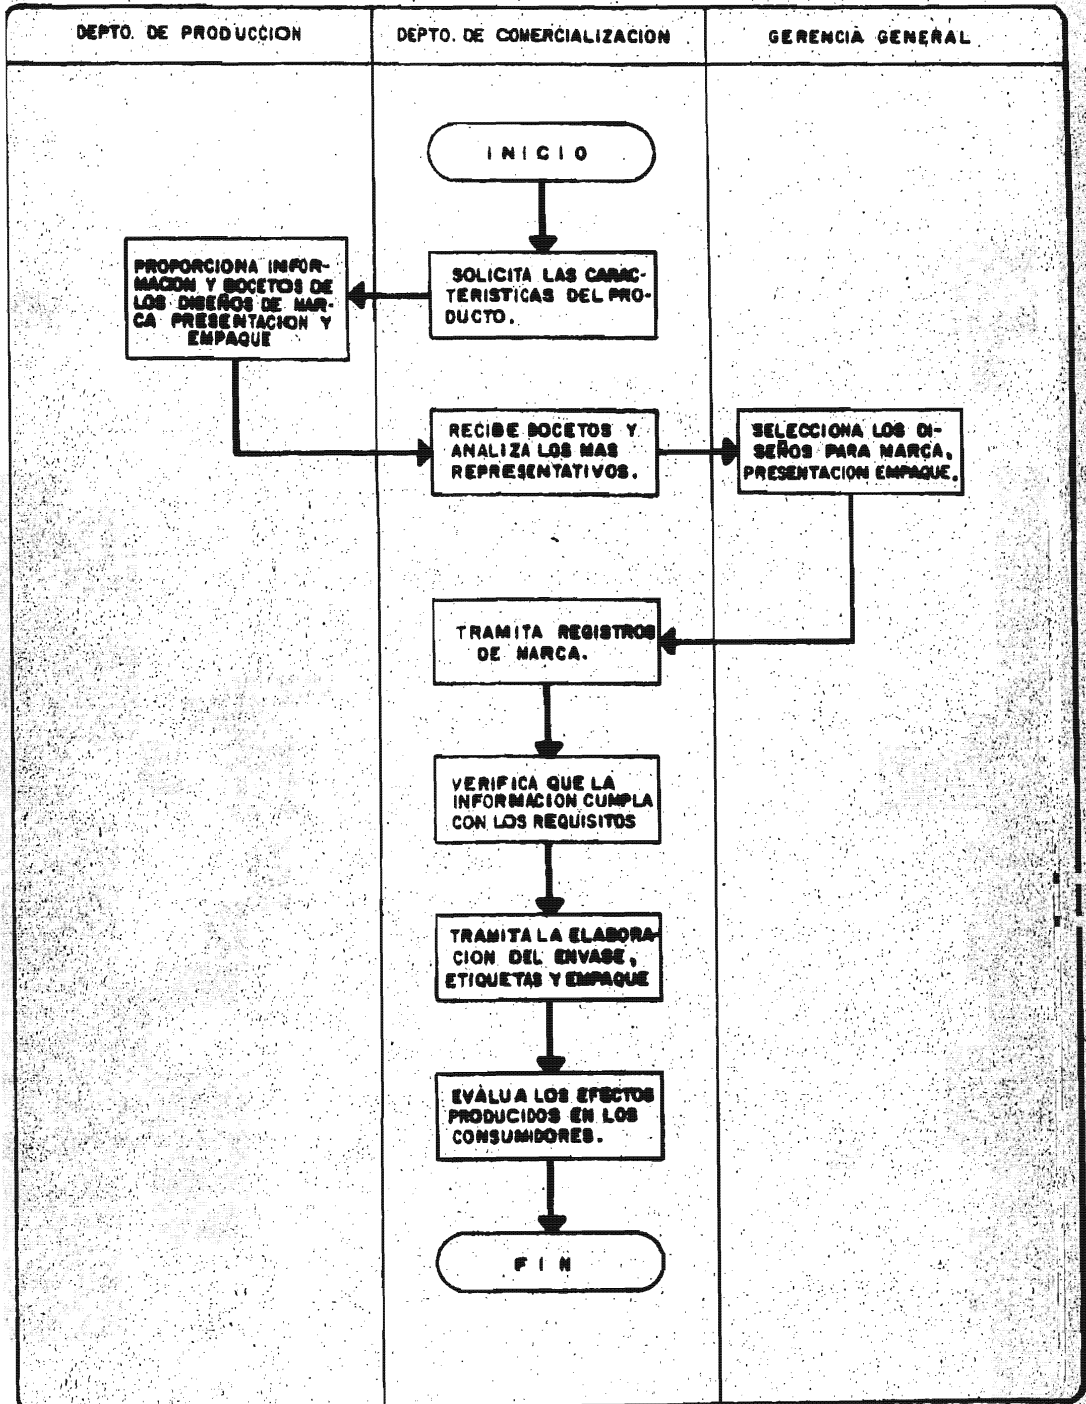 DEPTO. DE PRODUCCION
DEPTO. DE COMERCIALIZACION
GERENCIA GENERAL
INICIO
PROPORCIONA INFOR-
MACION Y BOCETOS DE
LOS DISEÑOS DE MAR-
CA PRESENTACION Y
EMPAQUE
SOLICITA LAS CARAC-
TERISTICAS DEL PRO-
DUCTO.
RECIBE BOCETOS Y
ANALIZA LOS MAS
REPRESENTATIVOS.
SELECCIONA LOS DI-
SEÑOS PARA MARCA,
PRESENTACION EMPAQUE.
TRAMITA REGISTROS
DE MARCA.
VERIFICA QUE LA
INFORMACION CUMPLA
CON LOS REQUISITOS
TRAMITA LA ELABORA-
CION DEL ENVASE,
ETIQUETAS Y EMPAQUE
EVALUA LOS EFECTOS
PRODUCIDOS EN LOS
CONSUMIDORES.
FIN